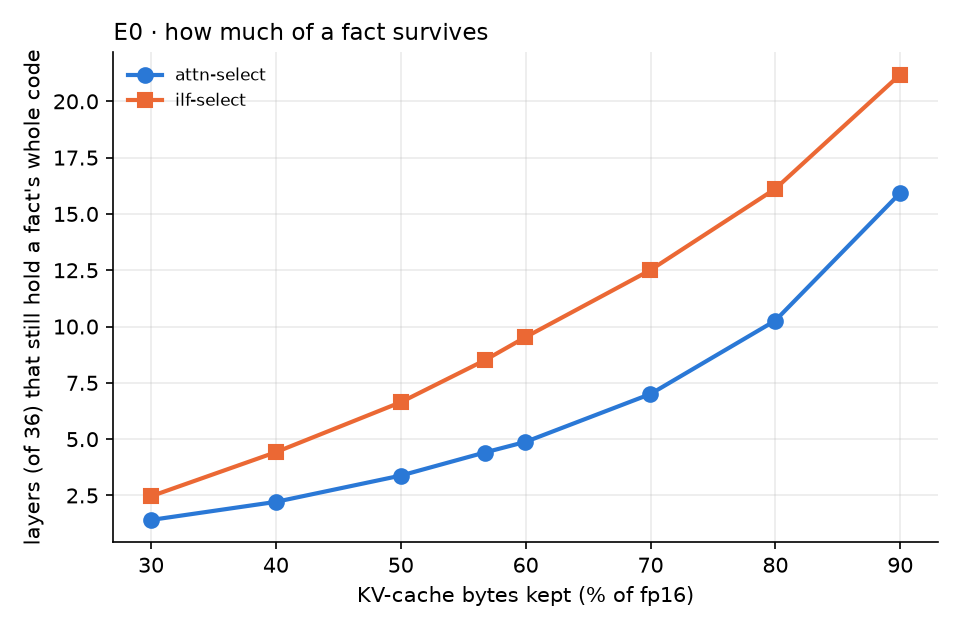 E0 · how much of a fact survives
attn-select
ilf-select
layers (of 36) that still hold a fact's whole code
20.0
17.5
15.0
12.5
10.0
7.5
5.0
2.5
30 40 50 60 70 80 90
KV-cache bytes kept (% of fp16)